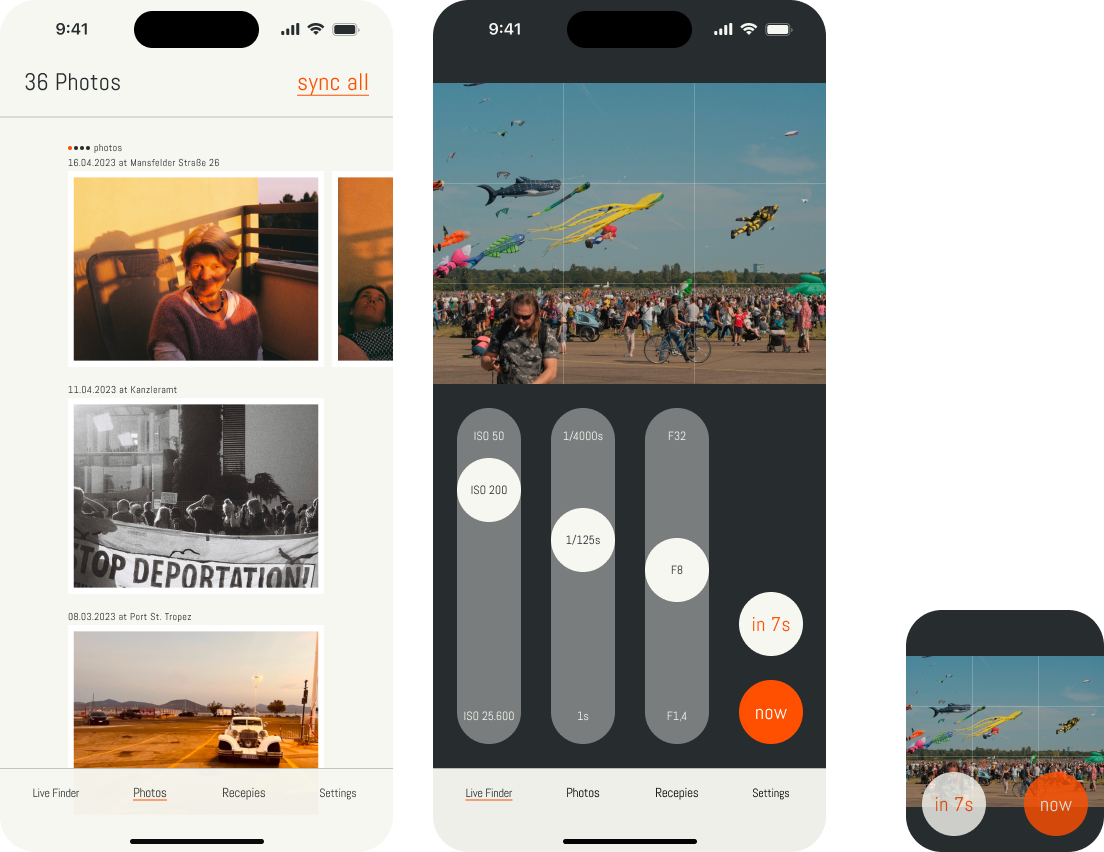 9:41
36 Photos
sync all
photos
16.04.2023 at Mansfelder Straße 26
11.04.2023 at Kanzleramt
STOP DEPORTATION!
08.03.2023 at Port St. Tropez
Live Finder
Photos
Recepies
Settings
9:41
ISO 50
1/4000s
F32
ISO 200
1/125s
F8
in 7s
now
ISO 25.600
1s
F1,4
Live Finder
Photos
Recepies
Settings
in 7s
now